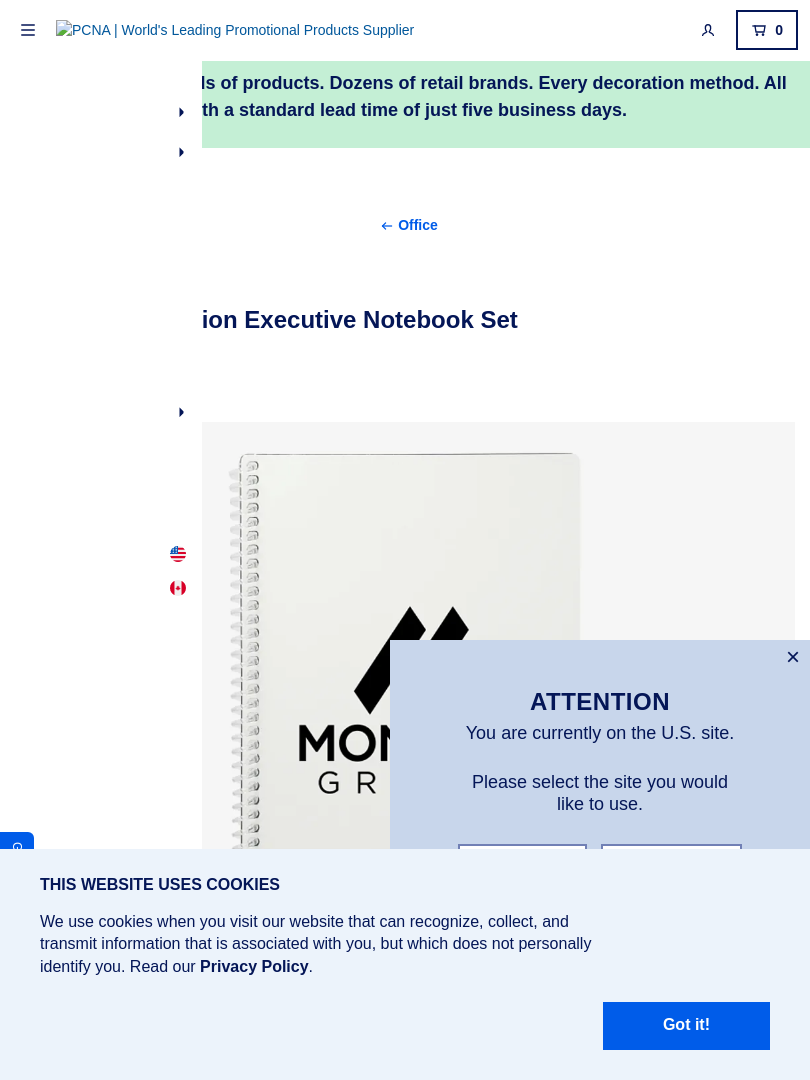 PCNA | World's Leading Promotional Products Supplier
0
of products. Dozens of retail brands. Every decoration method. All
a standard lead time of just five business days.
Office
Executive Notebook Set
ATTENTION
You are currently on the U.S. site.
Please select the site you would
like to use.
THIS WEBSITE USES COOKIES
We use cookies when you visit our website that can recognize, collect, and
transmit information that is associated with you, but which does not personally
identify you. Read our Privacy Policy.
Got it!